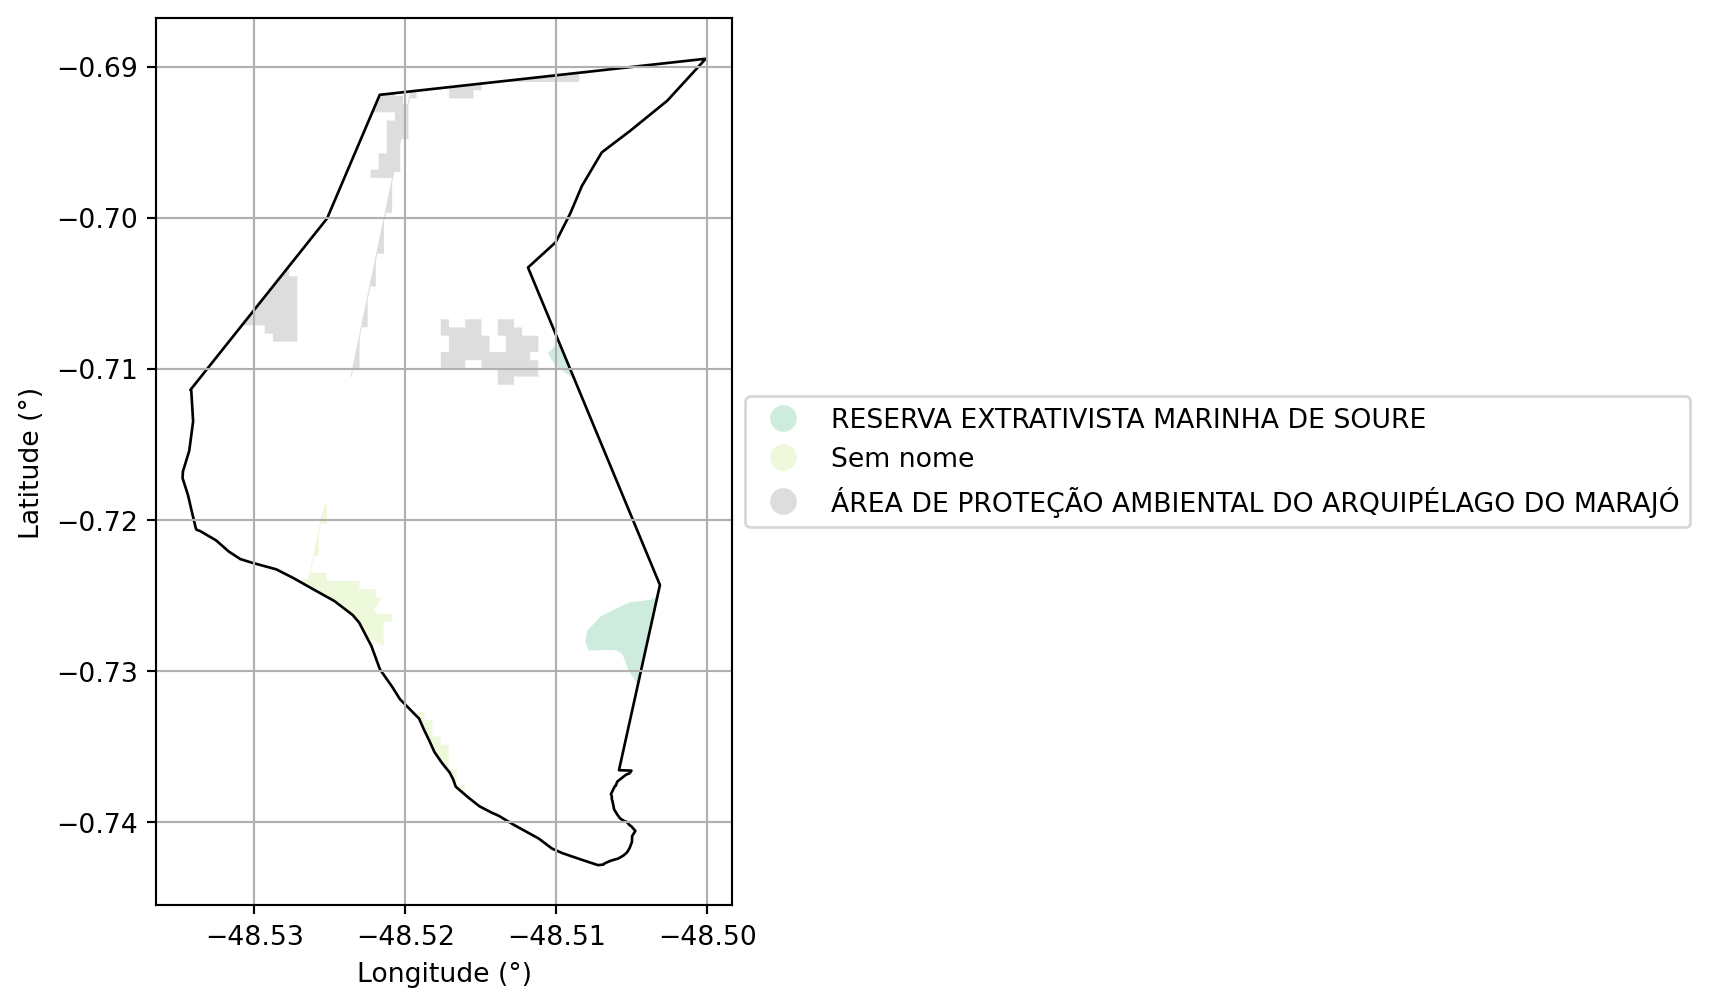 −0.69
−0.70
−0.71
−0.72
−0.73
−0.74
Latitude (°)
−48.53 −48.52 −48.51 −48.50
Longitude (°)
RESERVA EXTRATIVISTA MARINHA DE SOURE
Sem nome
ÁREA DE PROTEÇÃO AMBIENTAL DO ARQUIPÉLAGO DO MARAJÓ